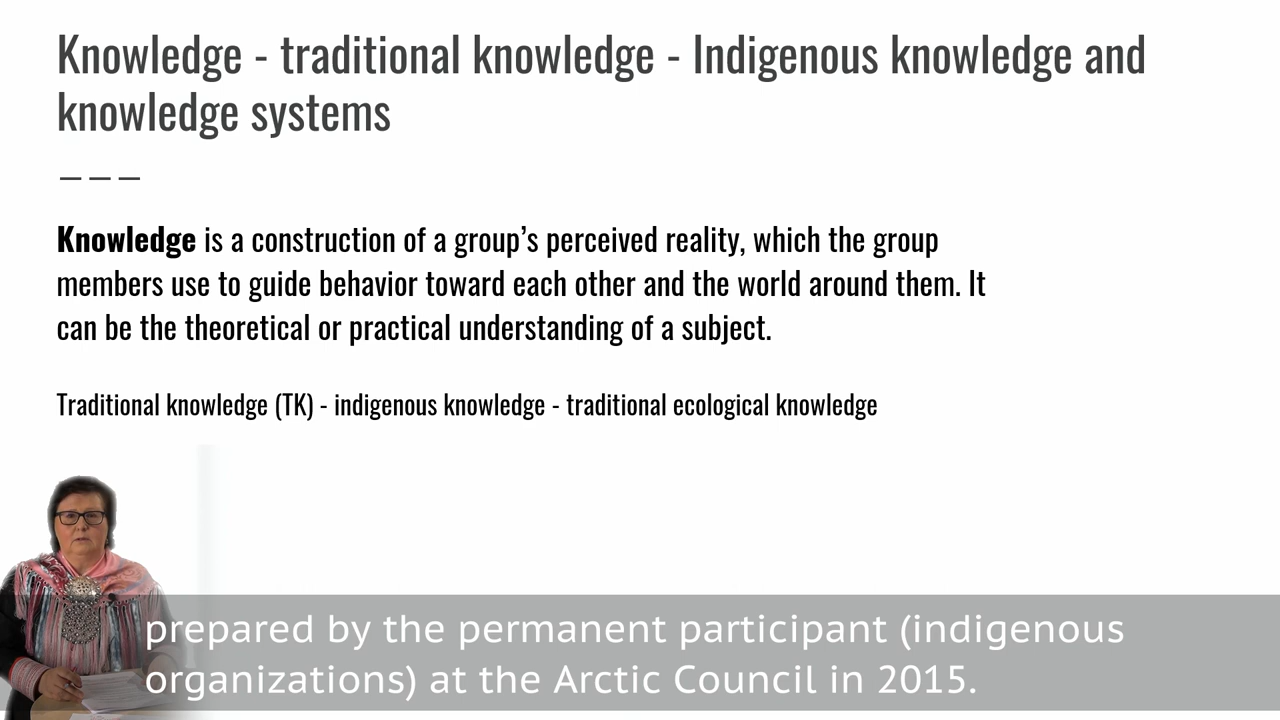 Knowledge - traditional knowledge - Indigenous knowledge and
knowledge systems
Knowledge is a construction of a group’s perceived reality, which the group
members use to guide behavior toward each other and the world around them. It
can be the theoretical or practical understanding of a subject.
Traditional knowledge (TK) - indigenous knowledge - traditional ecological knowledge
prepared by the permanent participant (indigenous
organizations) at the Arctic Council in 2015.